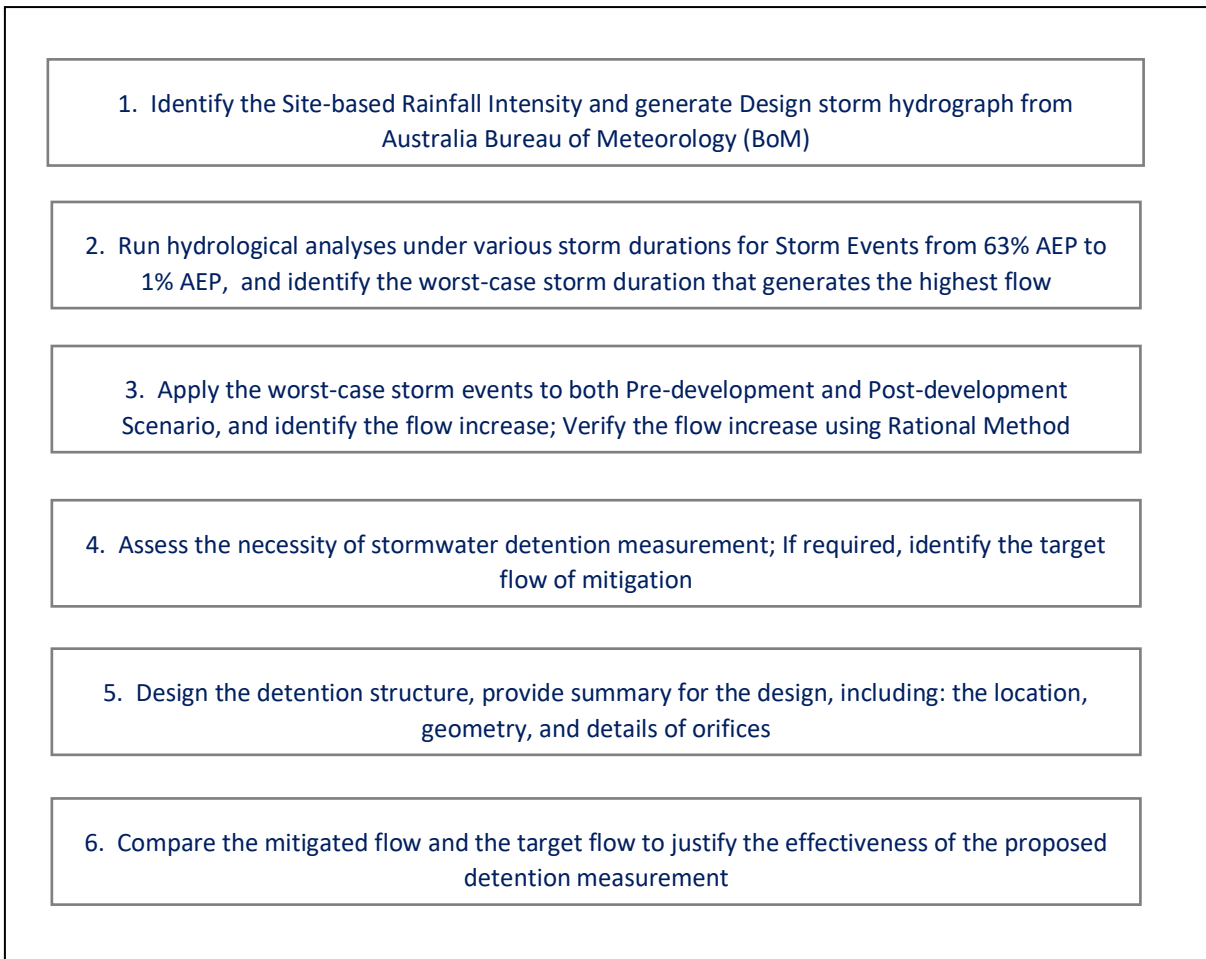 1. Identify the Site-based Rainfall Intensity and generate Design storm hydrograph from
Australia Bureau of Meteorology (BoM)
2. Run hydrological analyses under various storm durations for Storm Events from 63% AEP to
1% AEP, and identify the worst-case storm duration that generates the highest flow
3. Apply the worst-case storm events to both Pre-development and Post-development
Scenario, and identify the flow increase; Verify the flow increase using Rational Method
4. Assess the necessity of stormwater detention measurement; If required, identify the target
flow of mitigation
5. Design the detention structure, provide summary for the design, including: the location,
geometry, and details of orifices
6. Compare the mitigated flow and the target flow to justify the effectiveness of the proposed
detention measurement